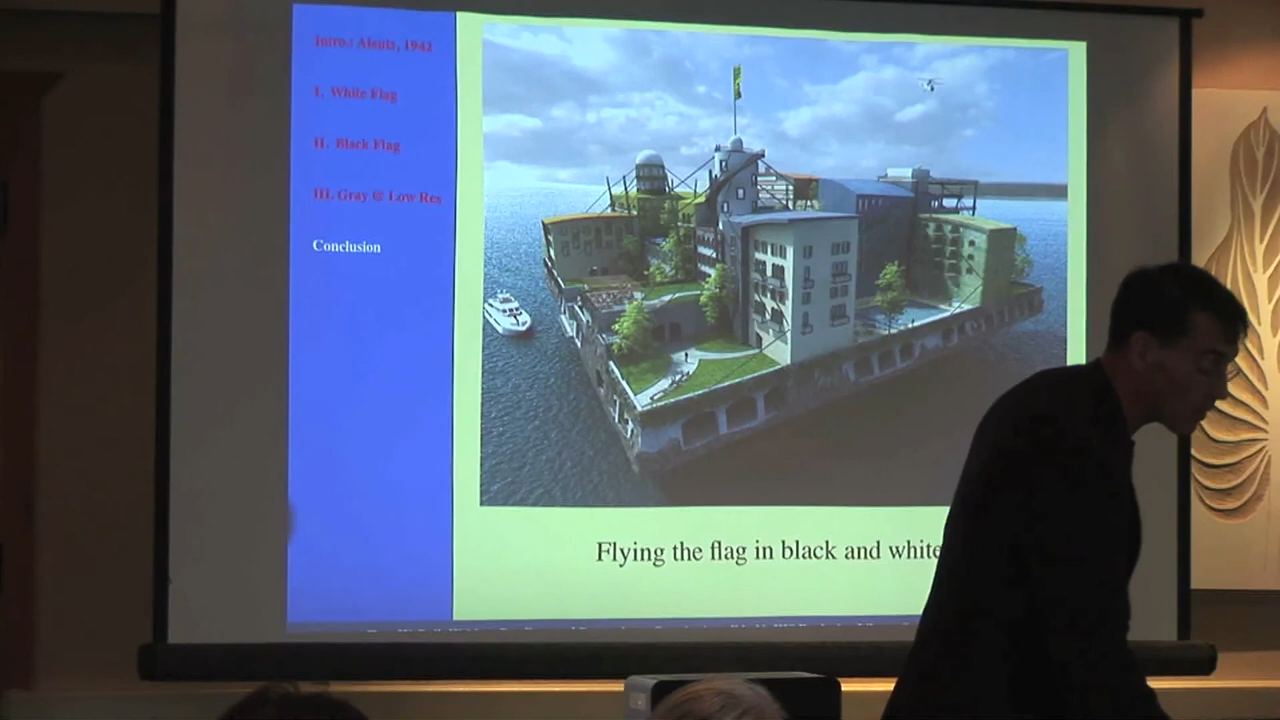 Intro.: Aleuts, 1942
I. White Flag
II. Black Flag
III. Gray @ Low Res
Conclusion
Flying the flag in black and white